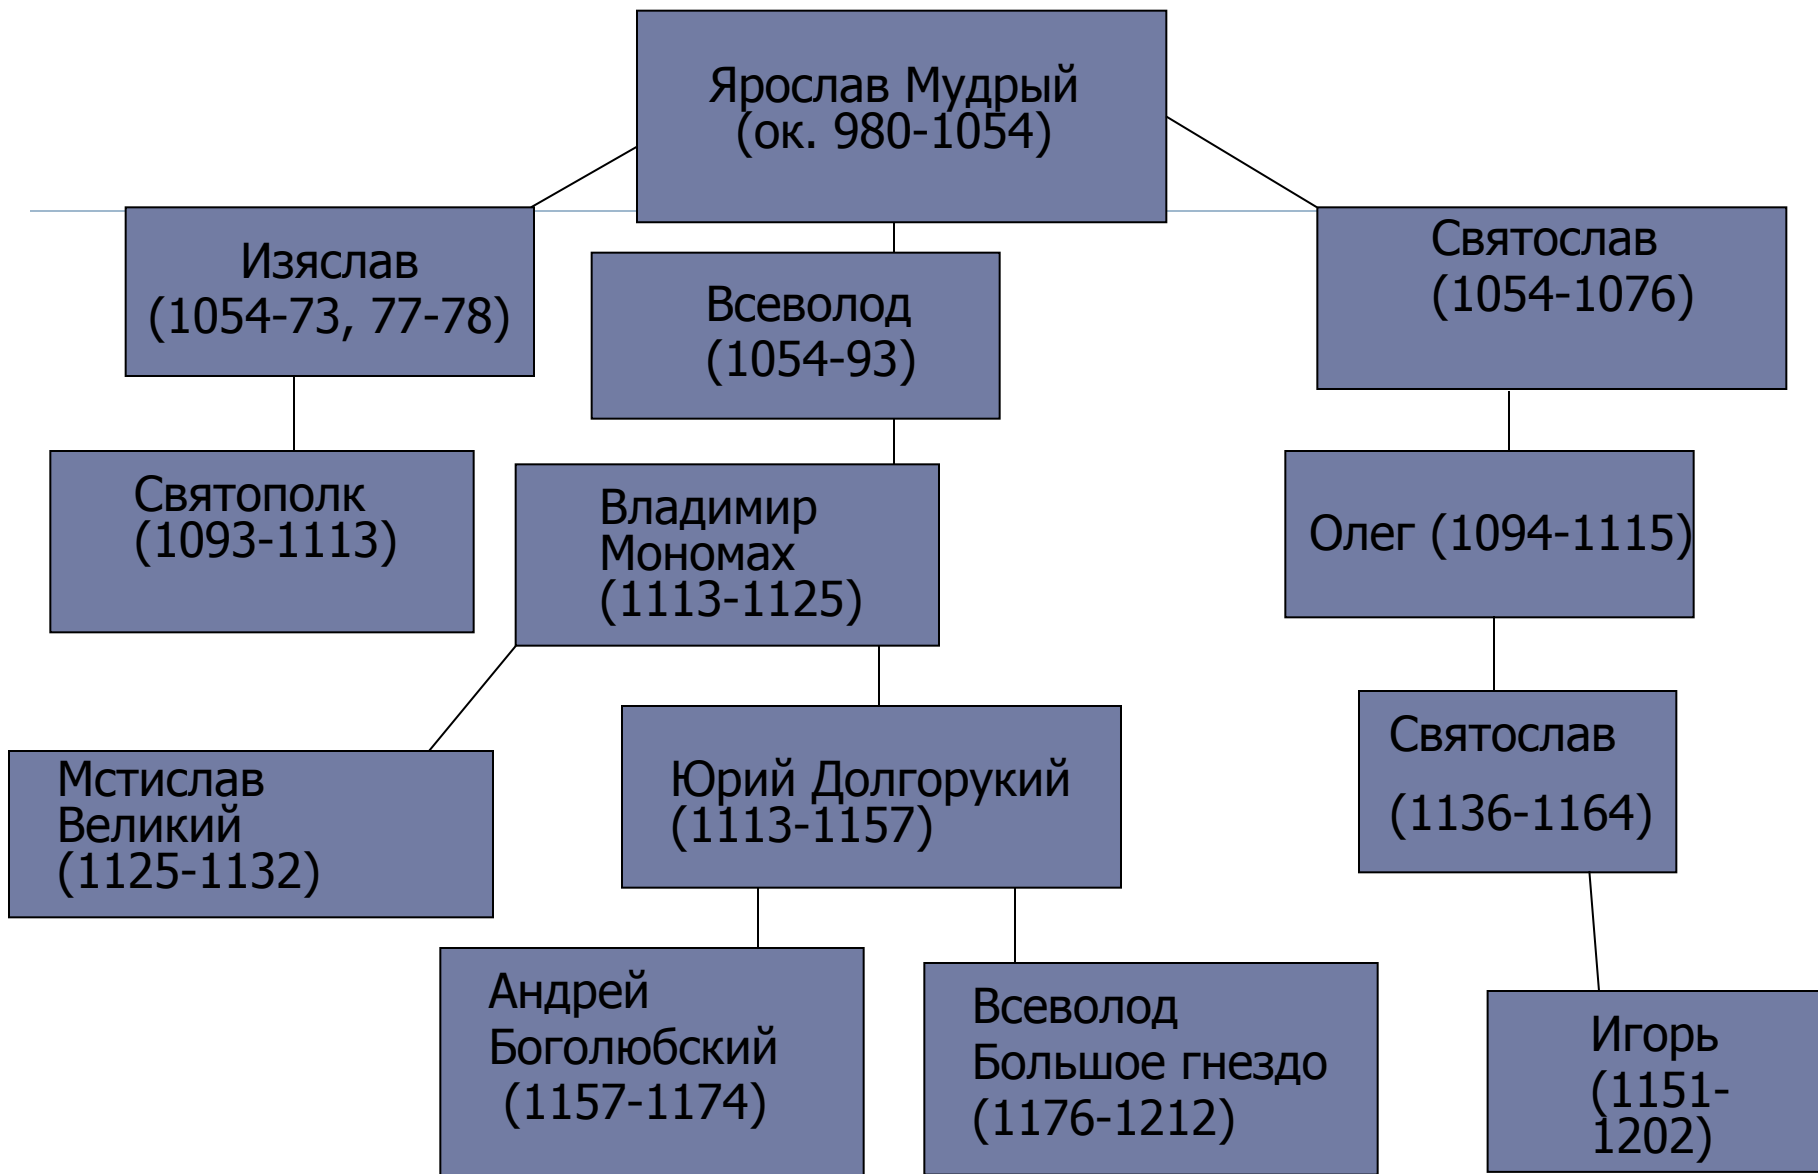 Ярослав Мудрый
(ок. 980-1054)
Изяслав
(1054-73, 77-78)
Всеволод
(1054-93)
Святослав
(1054-1076)
Святополк
(1093-1113)
Владимир
Мономах
(1113-1125)
Олег (1094-1115)
Мстислав
Великий
(1125-1132)
Юрий Долгорукий
(1113-1157)
Святослав
(1136-1164)
Андрей
Боголюбский
(1157-1174)
Всеволод
Большое гнездо
(1176-1212)
Игорь
(1151-
1202)